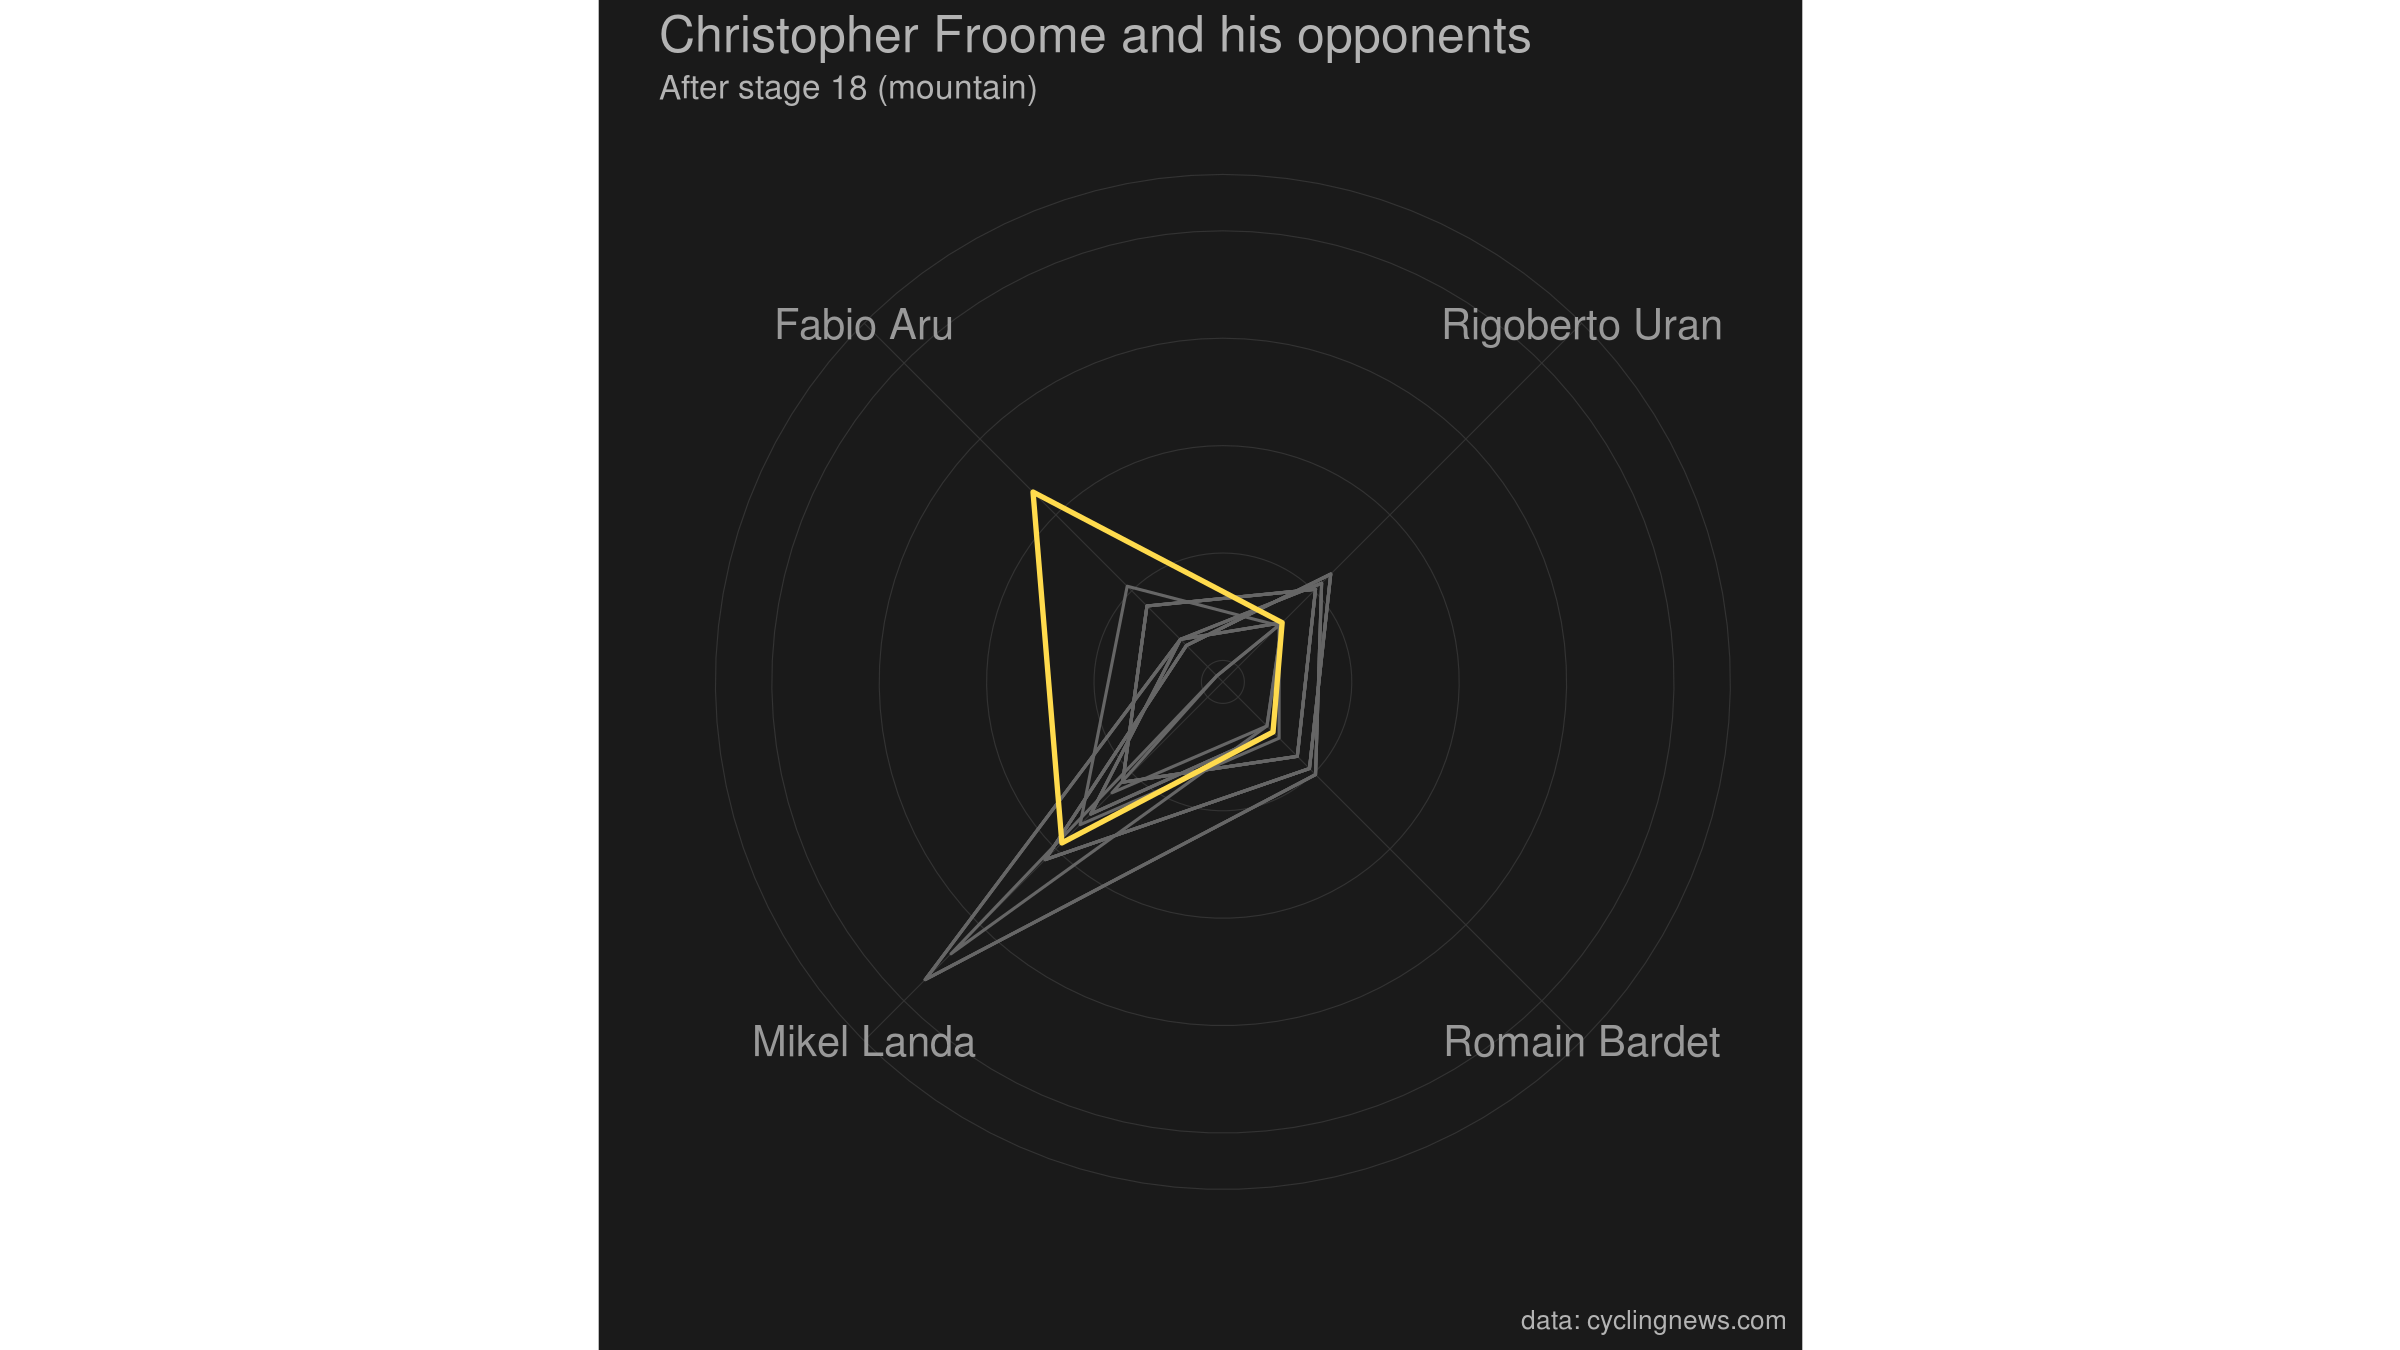 Christopher Froome and his opponents
After stage 18 (mountain)
Fabio Aru
Rigoberto Uran
Mikel Landa
Romain Bardet
data: cyclingnews.com